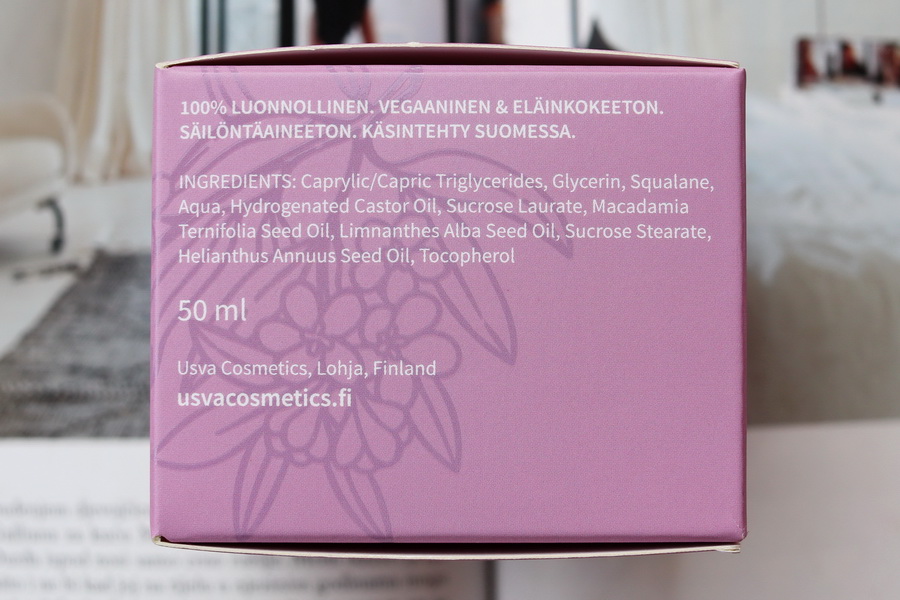 100% LUONNOLLINEN. VEGAANINEN & ELÄINKOKEETON.
SÄILÖNTÄAINEETON. KÄSINTEHTY SUOMESSA.
INGREDIENTS: Caprylic/Capric Triglycerides, Glycerin, Squalane,
Aqua, Hydrogenated Castor Oil, Sucrose Laurate, Macadamia
Ternifolia Seed Oil, Limnanthes Alba Seed Oil, Sucrose Stearate,
Helianthus Annuus Seed Oil, Tocopherol
50 ml
Usva Cosmetics, Lohja, Finland
usvacosmetics.fi